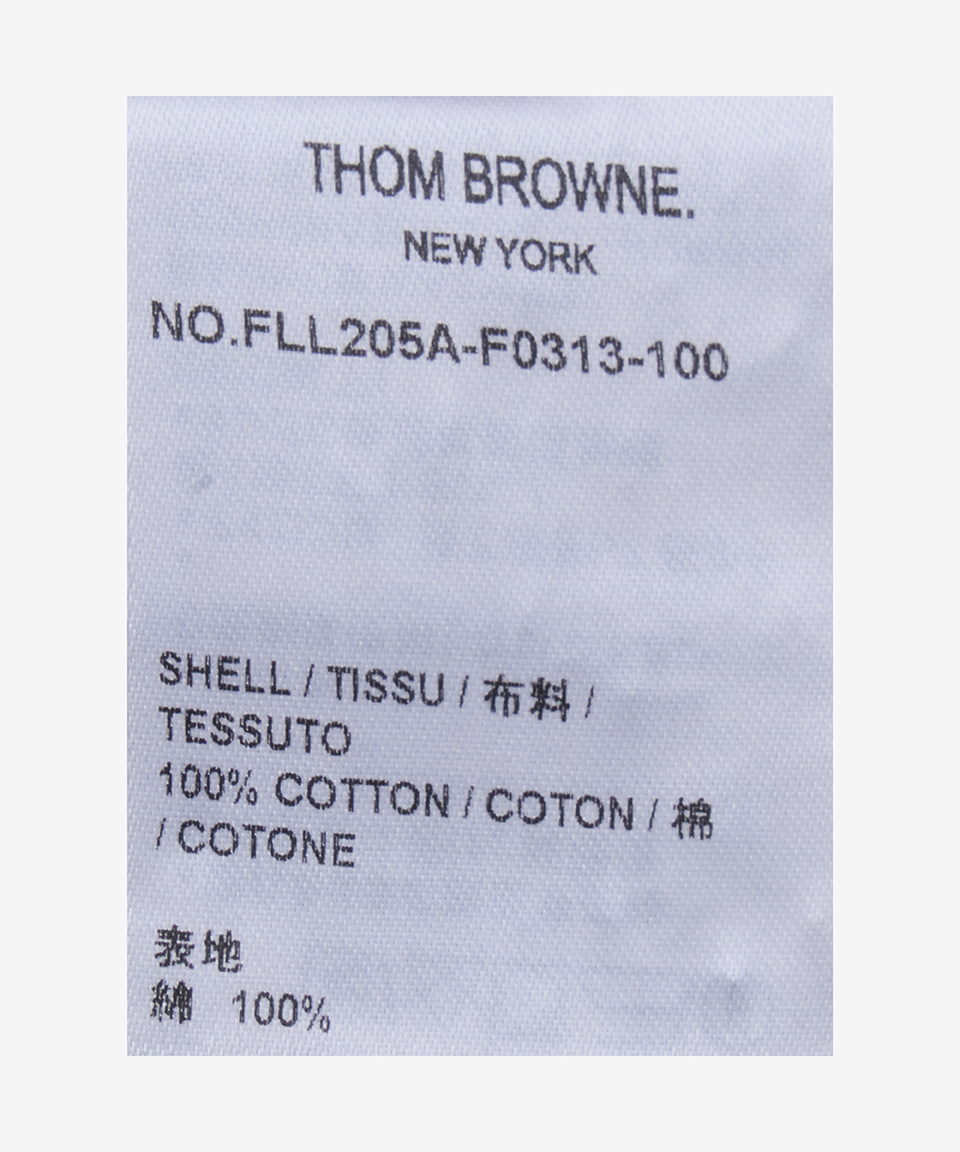 THOM BROWNE.
NEW YORK
NO.FLL205A-F0313-100
SHELL / TISSU / 布料 /
TESSUTO
100% COTTON / COTON / 棉
/ COTONE
表地
綿 100%